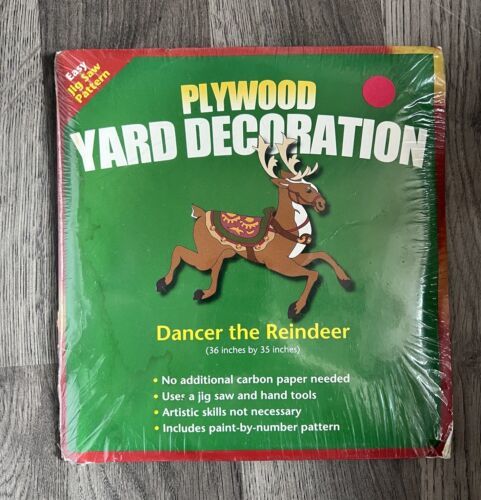 Easy
Jig Saw
Pattern
PLYWOOD
YARD DECORATION
Dancer the Reindeer
(36 inches by 35 inches)
• No additional carbon paper needed
• Uses a jig saw and hand tools
• Artistic skills not necessary
• Includes paint-by-number pattern